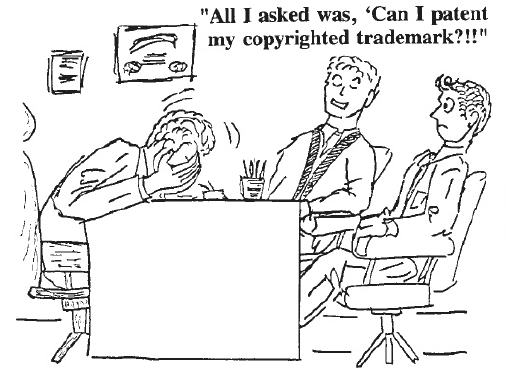 "All I asked was, ‘Can I patent
my copyrighted trademark?!!"